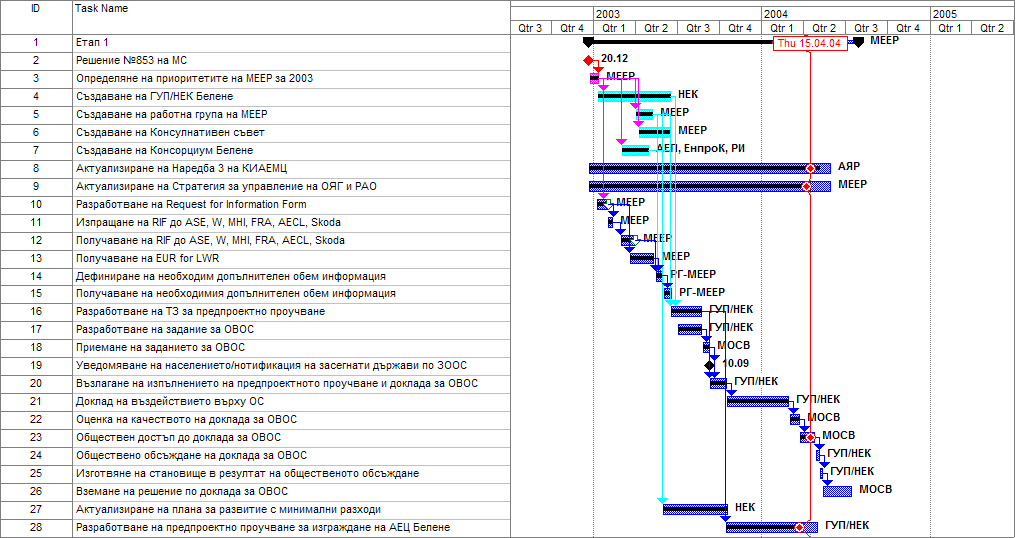 ID Task Name 2003 2004 2005
Qtr 3 Qtr 4 Qtr 1 Qtr 2 Qtr 3 Qtr 4 Qtr 1 Qtr 2 Qtr 3 Qtr 4 Qtr 1 Qtr 2
Thu 15.04.04
1 Етап 1 МЕЕР
2 Решение №853 на МС 20.12
3 Определяне на приоритетите на МЕЕР за 2003 МЕЕР
4 Създаване на ГУП/НЕК Белене НЕК
5 Създаване на работна група на МЕЕР МЕЕР
6 Създаване на Консулнативен съвет МЕЕР
7 Създаване на Консорциум Белене АЕП, ЕнпроК, РИ
8 Актуализиране на Наредба 3 на КИАЕМЦ АЯР
9 Актуализиране на Стратегия за управление на ОЯГ и РАО МЕЕР
10 Разработване на Request for Information Form МЕЕР
11 Изпращане на RIF до ASE, W, MHI, FRA, AECL, Skoda МЕЕР
12 Получаване на RIF до ASE, W, MHI, FRA, AECL, Skoda МЕЕР
13 Получаване на EUR for LWR МЕЕР
14 Дефиниране на необходим допълнителен обем информация РГ-МЕЕР
15 Получаване на необходимия допълнителен обем информация РГ-МЕЕР
16 Разработване на ТЗ за предпроектно проучване ГУП/НЕК
17 Разработване на задание за ОВОС ГУП/НЕК
18 Приемане на заданието за ОВОС МОСВ
19 Уведомяване на населението/нотификация на засегнати държави по ЗООС 10.09
20 Възлагане на изпълнението на предпроектното проучване и доклада за ОВОС ГУП/НЕК
21 Доклад на въздействието върху ОС ГУП/НЕК
22 Оценка на качеството на доклада за ОВОС МОСВ
23 Обществен достъп до доклада за ОВОС МОСВ
24 Обществено обсъждане на доклада за ОВОС ГУП/НЕК
25 Изготвяне на становище в резултат на общественото обсъждане ГУП/НЕК
26 Вземане на решение по доклада за ОВОС МОСВ
27 Актуализиране на плана за развитие с минимални разходи НЕК
28 Разработване на предпроектно проучване за изграждане на АЕЦ Белене ГУП/НЕК